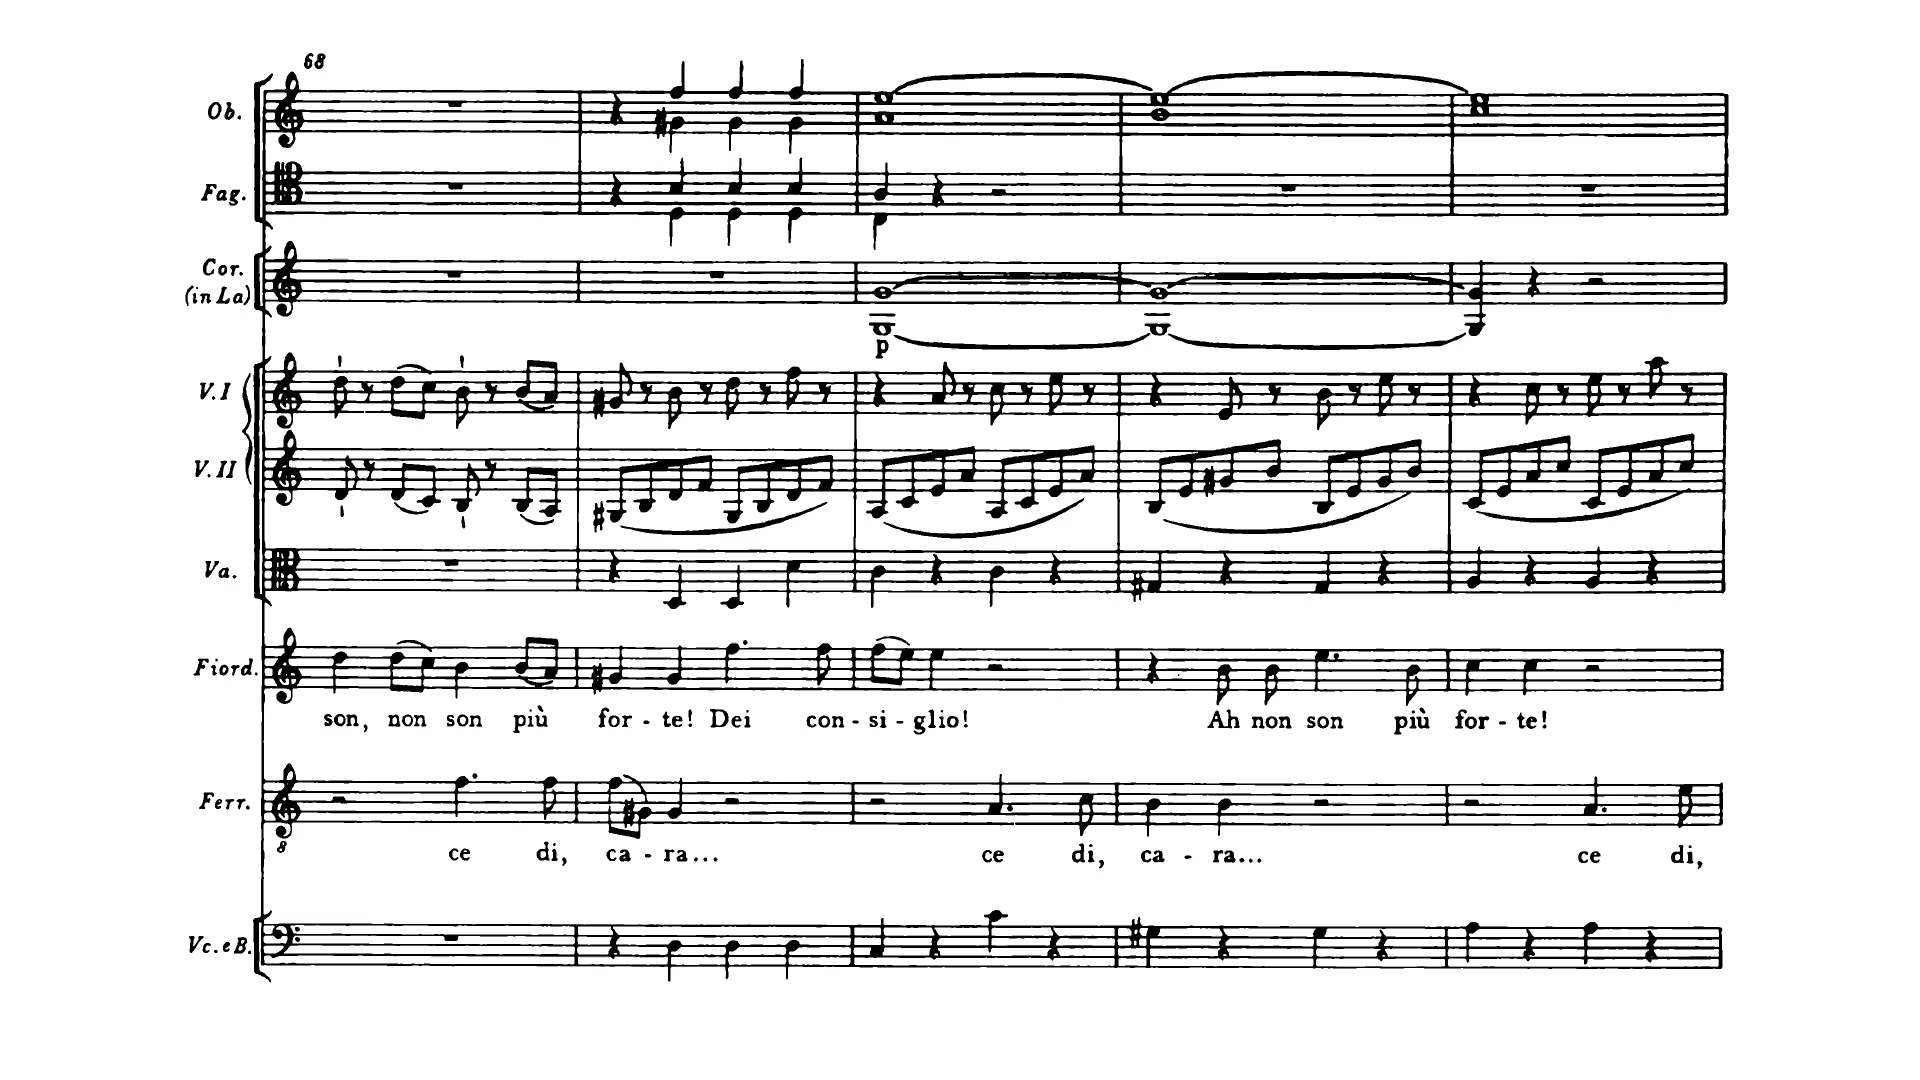 68
Ob.
Fag.
Cor.
(in La)
p
V. I
V. II
Va.
Fiord.
son, non son più for - te! Dei con - si - glio! Ah non son più for - te!
Ferr.
8
ce di, ca - ra... ce di, ca - ra... ce di,
Vc. e B.